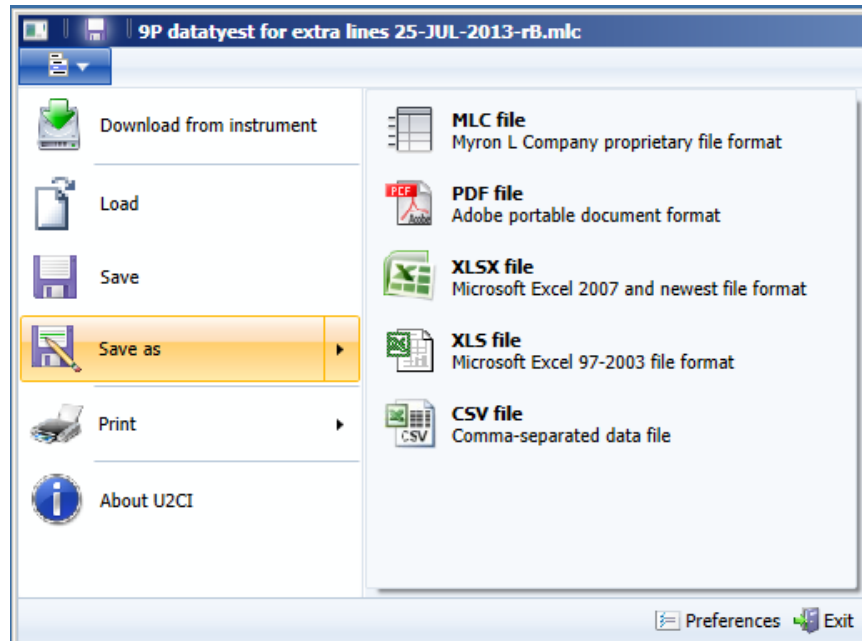 9P datatyest for extra lines 25-JUL-2013-rB.mlc
Download from instrument
Load
Save
Save as
Print
About U2CI
MLC file
Myron L Company proprietary file format
PDF
Adobe
PDF file
Adobe portable document format
XLSX file
Microsoft Excel 2007 and newest file format
XLS file
Microsoft Excel 97-2003 file format
CSV
CSV file
Comma-separated data file
Preferences
Exit